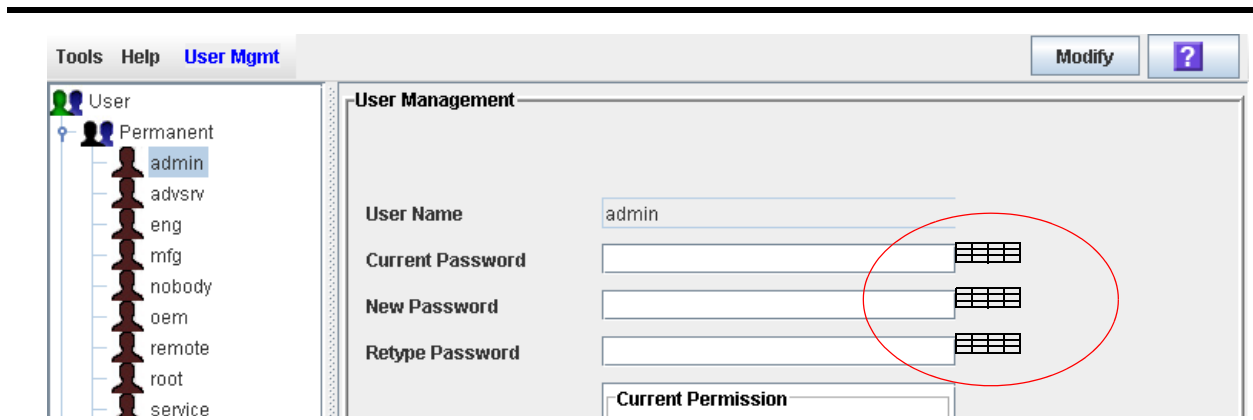 Tools Help User Mgmt Modify ?
User
Permanent
admin
advsrv
eng
mfg
nobody
oem
remote
root
service
User Management
User Name admin
Current Password
New Password
Retype Password
Current Permission